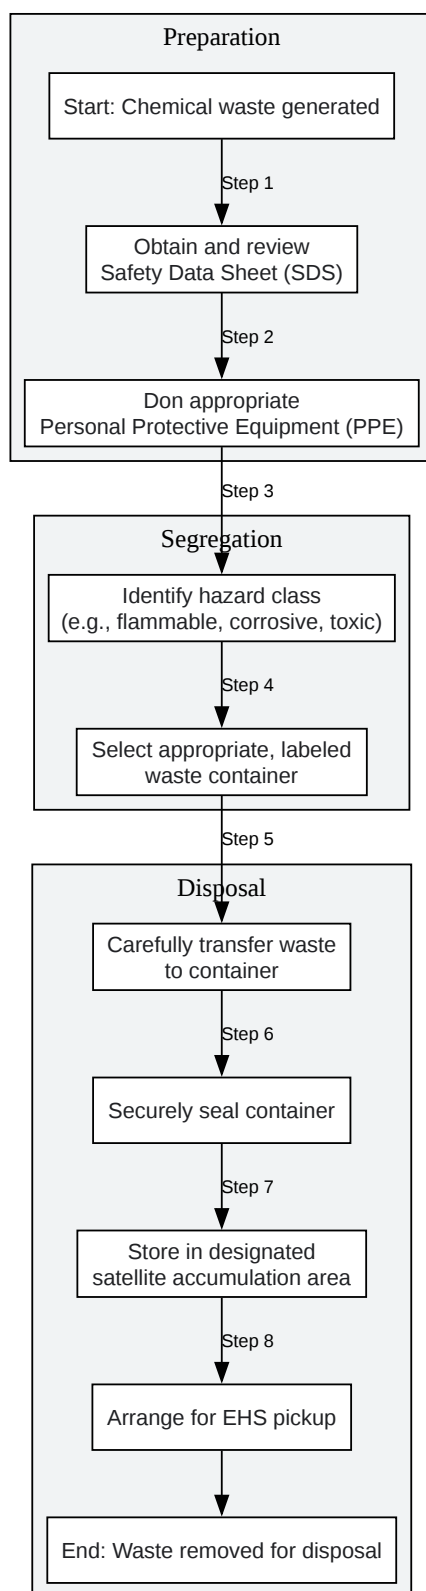 Preparation
Start: Chemical waste generated
Step 1
Obtain and review
Safety Data Sheet (SDS)
Step 2
Don appropriate
Personal Protective Equipment (PPE)
Step 3
Segregation
Identify hazard class
(e.g., flammable, corrosive, toxic)
Step 4
Select appropriate, labeled
waste container
Step 5
Disposal
Carefully transfer waste
to container
Step 6
Securely seal container
Step 7
Store in designated
satellite accumulation area
Step 8
Arrange for EHS pickup
End: Waste removed for disposal